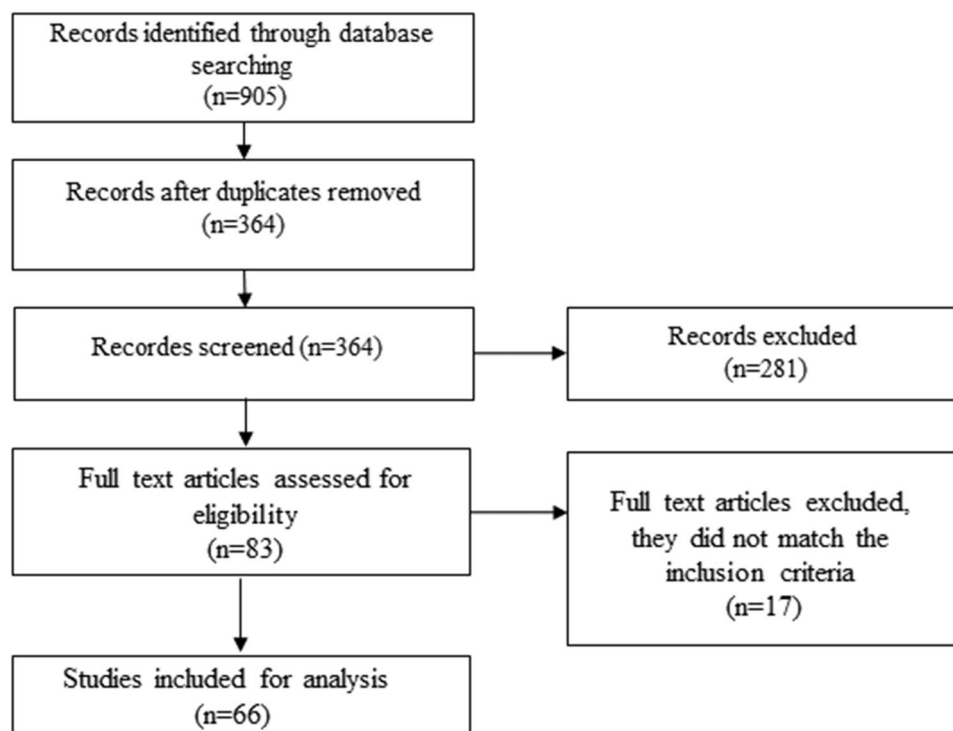 Records identified through database
searching
(n=905)
Records after duplicates removed
(n=364)
Recordes screened (n=364)
Records excluded
(n=281)
Full text articles assessed for
eligibility
(n=83)
Full text articles excluded,
they did not match the
inclusion criteria
(n=17)
Studies included for analysis
(n=66)